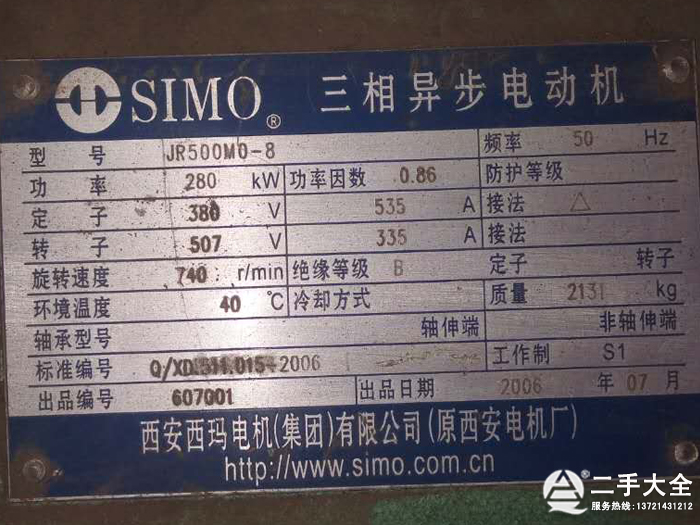 SIMO® 三相异步电动机
型号 JR500M0-8 频率 50 Hz
功率 280 kW 功率因数 0.86 防护等级
定子 380 V 535 A 接法 △
转子 507 V 335 A 接法
旋转速度 740 r/min 绝缘等级 B 定子 转子
环境温度 40 ℃ 冷却方式 质量 2131 kg
轴承型号 轴伸端 非轴伸端
标准编号 Q/XD.511.015-2006 工作制 S1
出品编号 607001 出品日期 2006 年 07 月
西安西玛电机(集团)有限公司(原西安电机厂)
http://www.simo.com.cn
二手大全
服务热线:13721431212